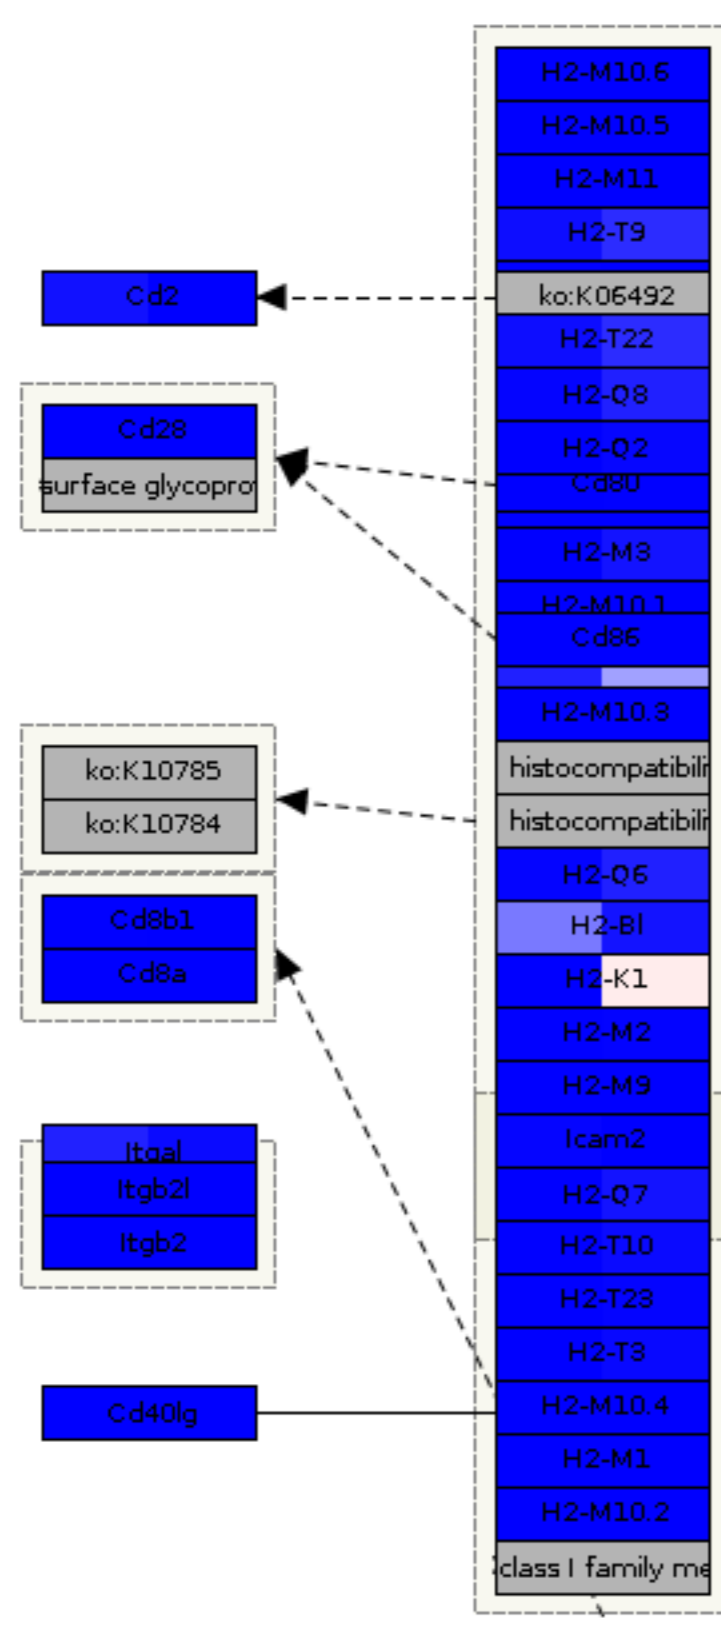 Cd2
Cd28
surface glycopro
ko:K10785
ko:K10784
Cd8b1
Cd8a
Itgal
Itgb2l
Itgb2
Cd40lg
H2-M10.6
H2-M10.5
H2-M11
H2-T9
ko:K06492
H2-T22
H2-Q8
H2-Q2
Cd80
H2-M3
H2-M10.1
Cd86
H2-M10.3
histocompatibili
histocompatibili
H2-Q6
H2-Bl
H2-K1
H2-M2
H2-M9
Icam2
H2-Q7
H2-T10
H2-T23
H2-T3
H2-M10.4
H2-M1
H2-M10.2
class I family me